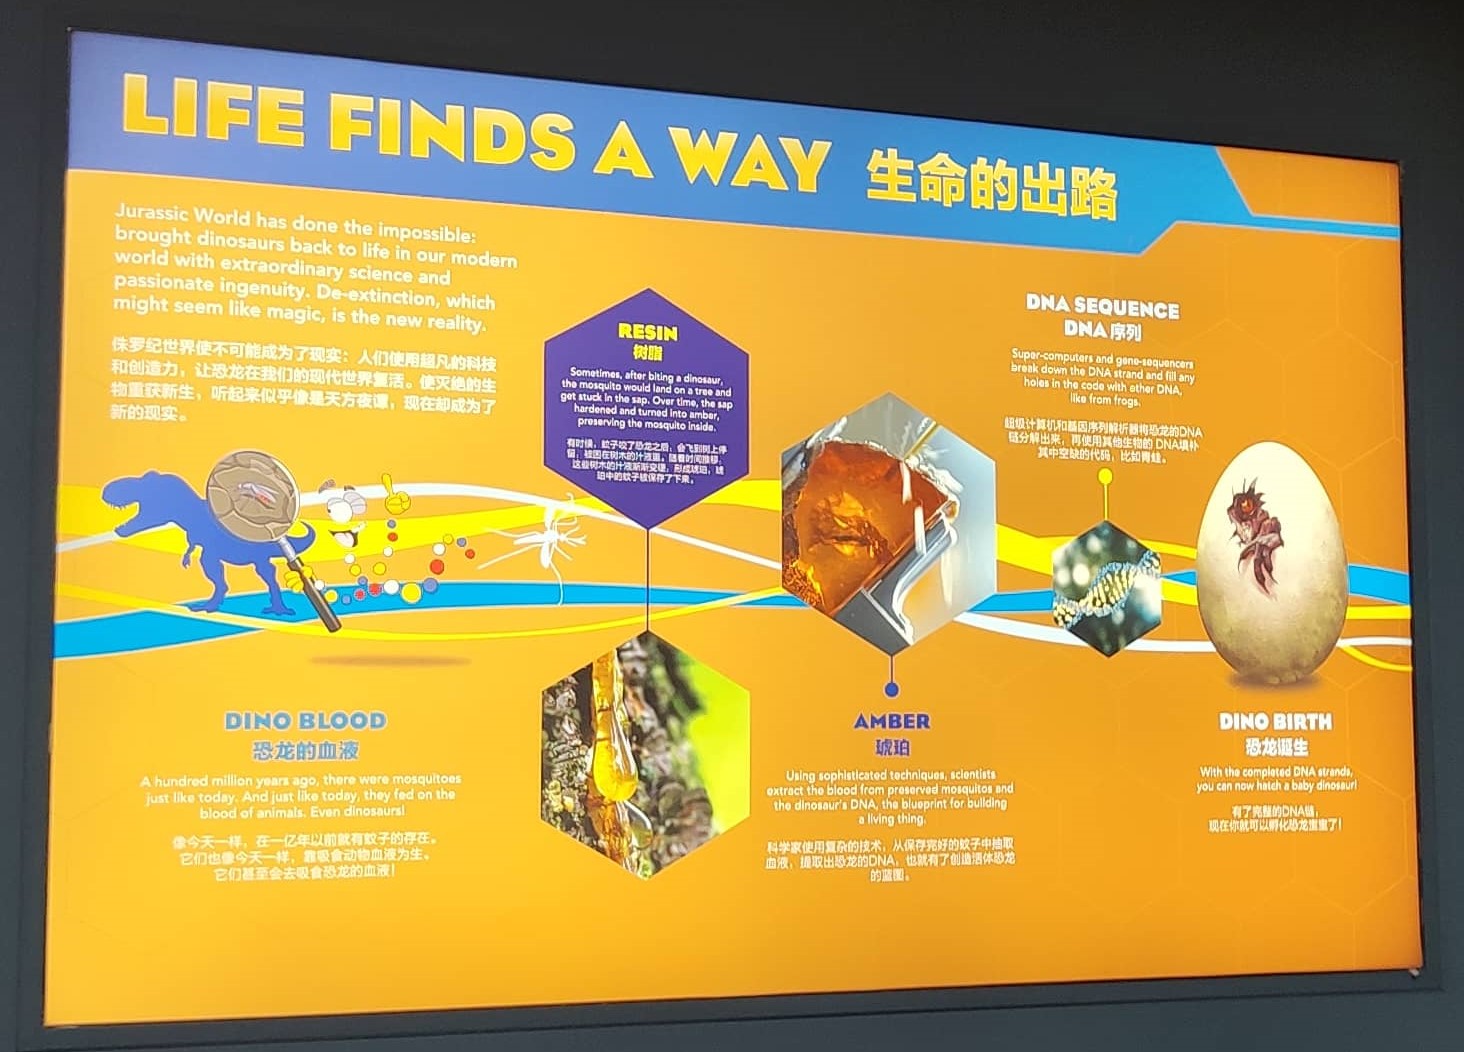 LIFE FINDS A WAY 生命的出路
Jurassic World has done the impossible:
brought dinosaurs back to life in our modern
world with extraordinary science and
passionate ingenuity. De-extinction, which
might seem like magic, is the new reality.
侏罗纪世界使不可能成为了现实：人们使用超凡的科技
和创造力，让恐龙在我们的现代世界复活。使灭绝的生
物重获新生，听起来似乎像是天方夜谭，现在却成为了
新的现实。
DINO BLOOD
恐龙的血液
A hundred million years ago, there were mosquitoes
just like today. And just like today, they fed on the
blood of animals. Even dinosaurs!
像今天一样，在一亿年以前就有蚊子的存在。
它们也像今天一样，靠吸食动物血液为生。
它们甚至会去吸食恐龙的血液！
RESIN
树脂
Sometimes, after biting a dinosaur,
the mosquito would land on a tree and
get stuck in the sap. Over time, the sap
hardened and turned into amber,
preserving the mosquito inside.
有时候，蚊子咬了恐龙之后，会飞到树上停
留，被困在树木的汁液里。随着时间推移，
这些树木的汁液渐渐变硬，形成琥珀，琥
珀中的蚊子被保存了下来。
AMBER
琥珀
Using sophisticated techniques, scientists
extract the blood from preserved mosquitos and
the dinosaur's DNA, the blueprint for building
a living thing.
科学家使用复杂的技术，从保存完好的蚊子中抽取
血液，提取出恐龙的DNA，也就有了创造活体恐龙
的蓝图。
DNA SEQUENCE
DNA 序列
Super-computers and gene-sequencers
break down the DNA strand and fill any
holes in the code with other DNA,
like from frogs.
超级计算机和基因序列解析器将恐龙的DNA
链分解出来，再使用其他生物的 DNA填补
其中空缺的代码，比如青蛙。
DINO BIRTH
恐龙诞生
With the completed DNA strands,
you can now hatch a baby dinosaur!
有了完整的DNA链，
现在你就可以孵化恐龙蛋蛋了！